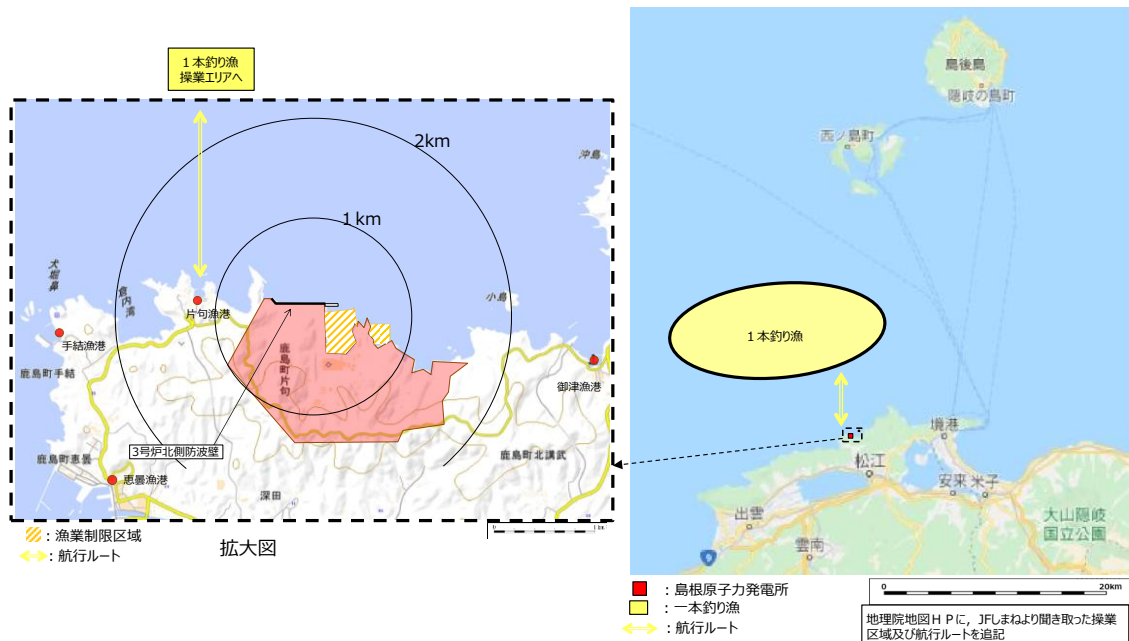 1本釣り漁
操業エリアへ
2km
1km
沖島
犬堀鼻
倉内湾
片句漁港
手結漁港
鹿島町手結
鹿島町片句
小島
御津漁港
3号炉北側防波壁
鹿島町恵曇
恵曇漁港
深田
鹿島町北講武
0 1km
:漁業制限区域
:航行ルート
拡大図
島後島
隠岐の島町
西ノ島町
1本釣り漁
境港
松江
安来
米子
出雲
雲南
大山隠岐
国立公園
9
:島根原子力発電所
:一本釣り漁
:航行ルート
0 20km
地理院地図HPに,JFしまねより聞き取った操業
区域及び航行ルートを追記